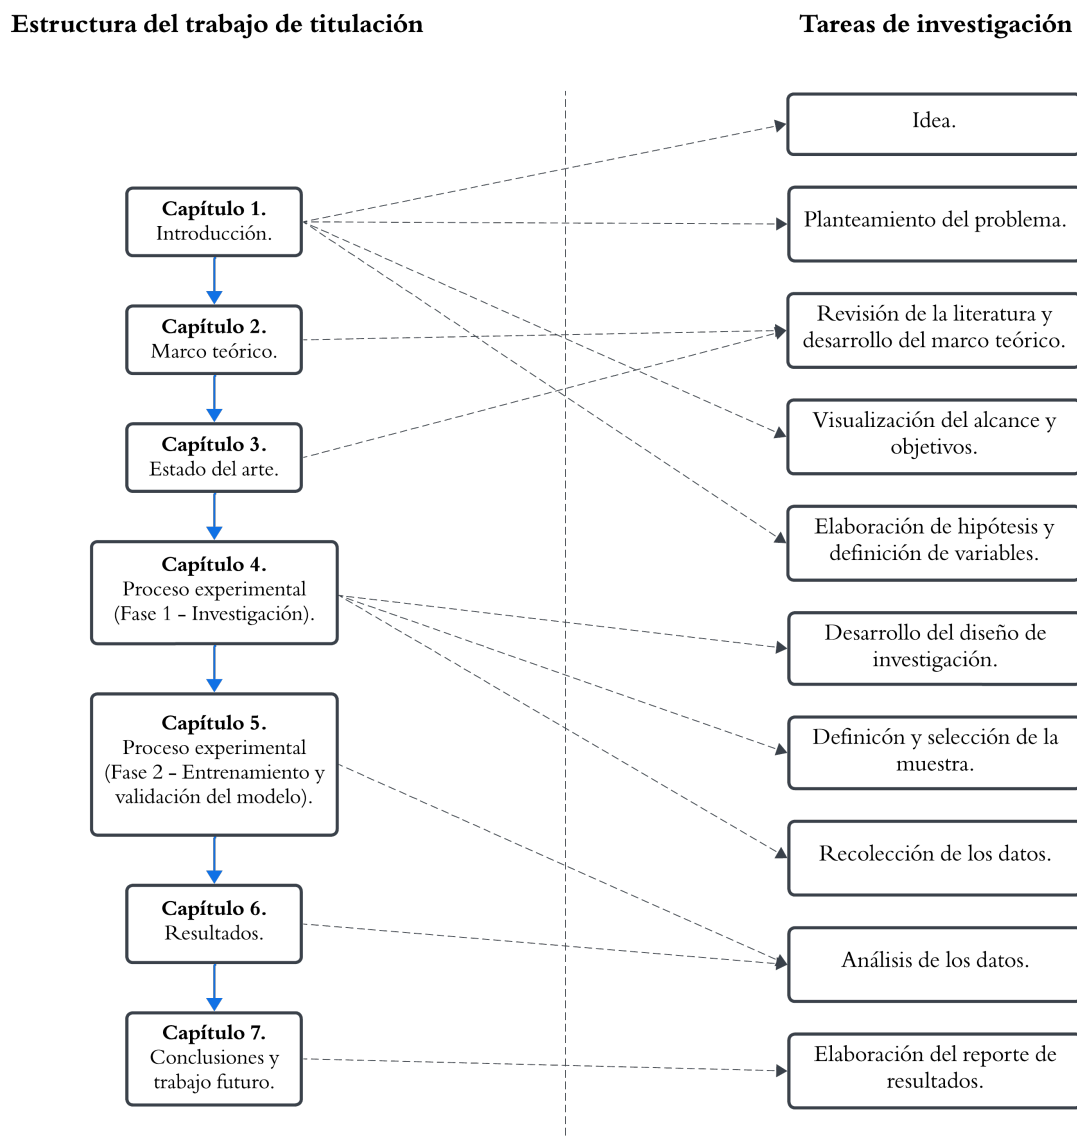 Estructura del trabajo de titulación
Tareas de investigación
Capítulo 1.
Introducción.
Capítulo 2.
Marco teórico.
Capítulo 3.
Estado del arte.
Capítulo 4.
Proceso experimental
(Fase 1 - Investigación).
Capítulo 5.
Proceso experimental
(Fase 2 - Entrenamiento y
validación del modelo).
Capítulo 6.
Resultados.
Capítulo 7.
Conclusiones y
trabajo futuro.
Idea.
Planteamiento del problema.
Revisión de la literatura y
desarrollo del marco teórico.
Visualización del alcance y
objetivos.
Elaboración de hipótesis y
definición de variables.
Desarrollo del diseño de
investigación.
Definicón y selección de la
muestra.
Recolección de los datos.
Análisis de los datos.
Elaboración del reporte de
resultados.